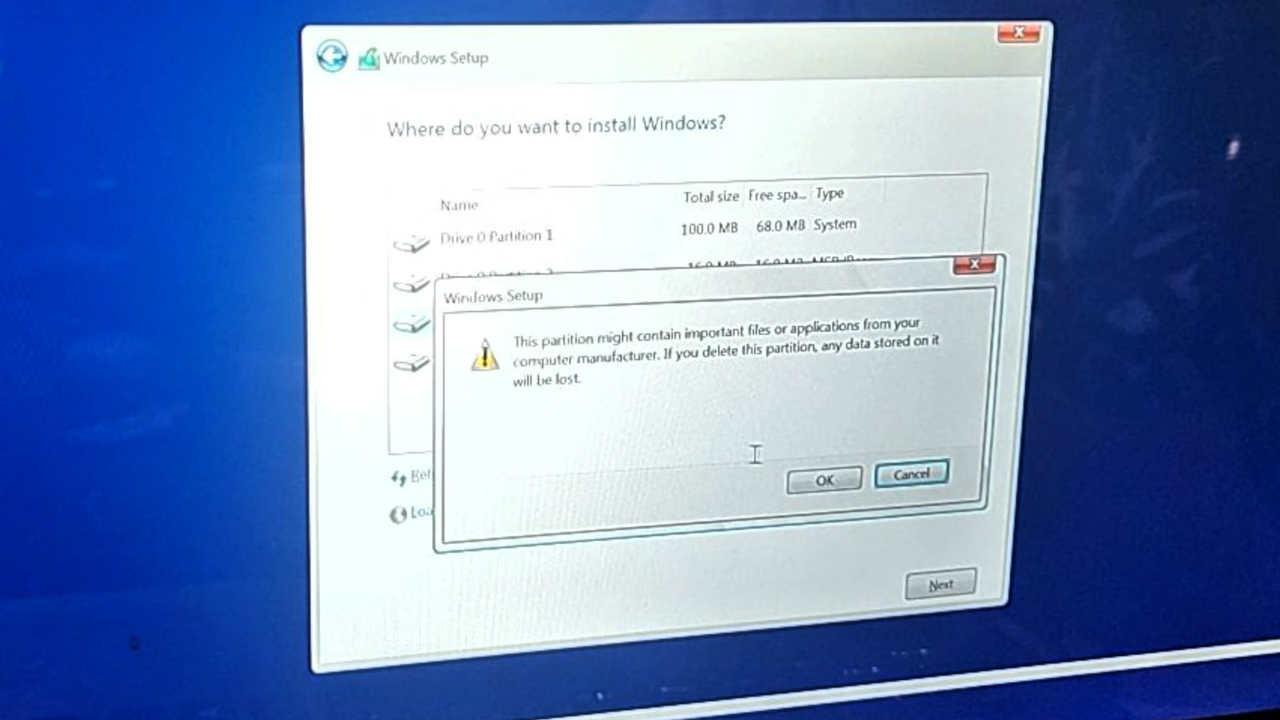 Windows Setup
Where do you want to install Windows?
Name Total size Free spa... Type
Drive 0 Partition 1 100.0 MB 68.0 MB System
Windows Setup
This partition might contain important files or applications from your
computer manufacturer. If you delete this partition, any data stored on it
will be lost.
OK Cancel
Next